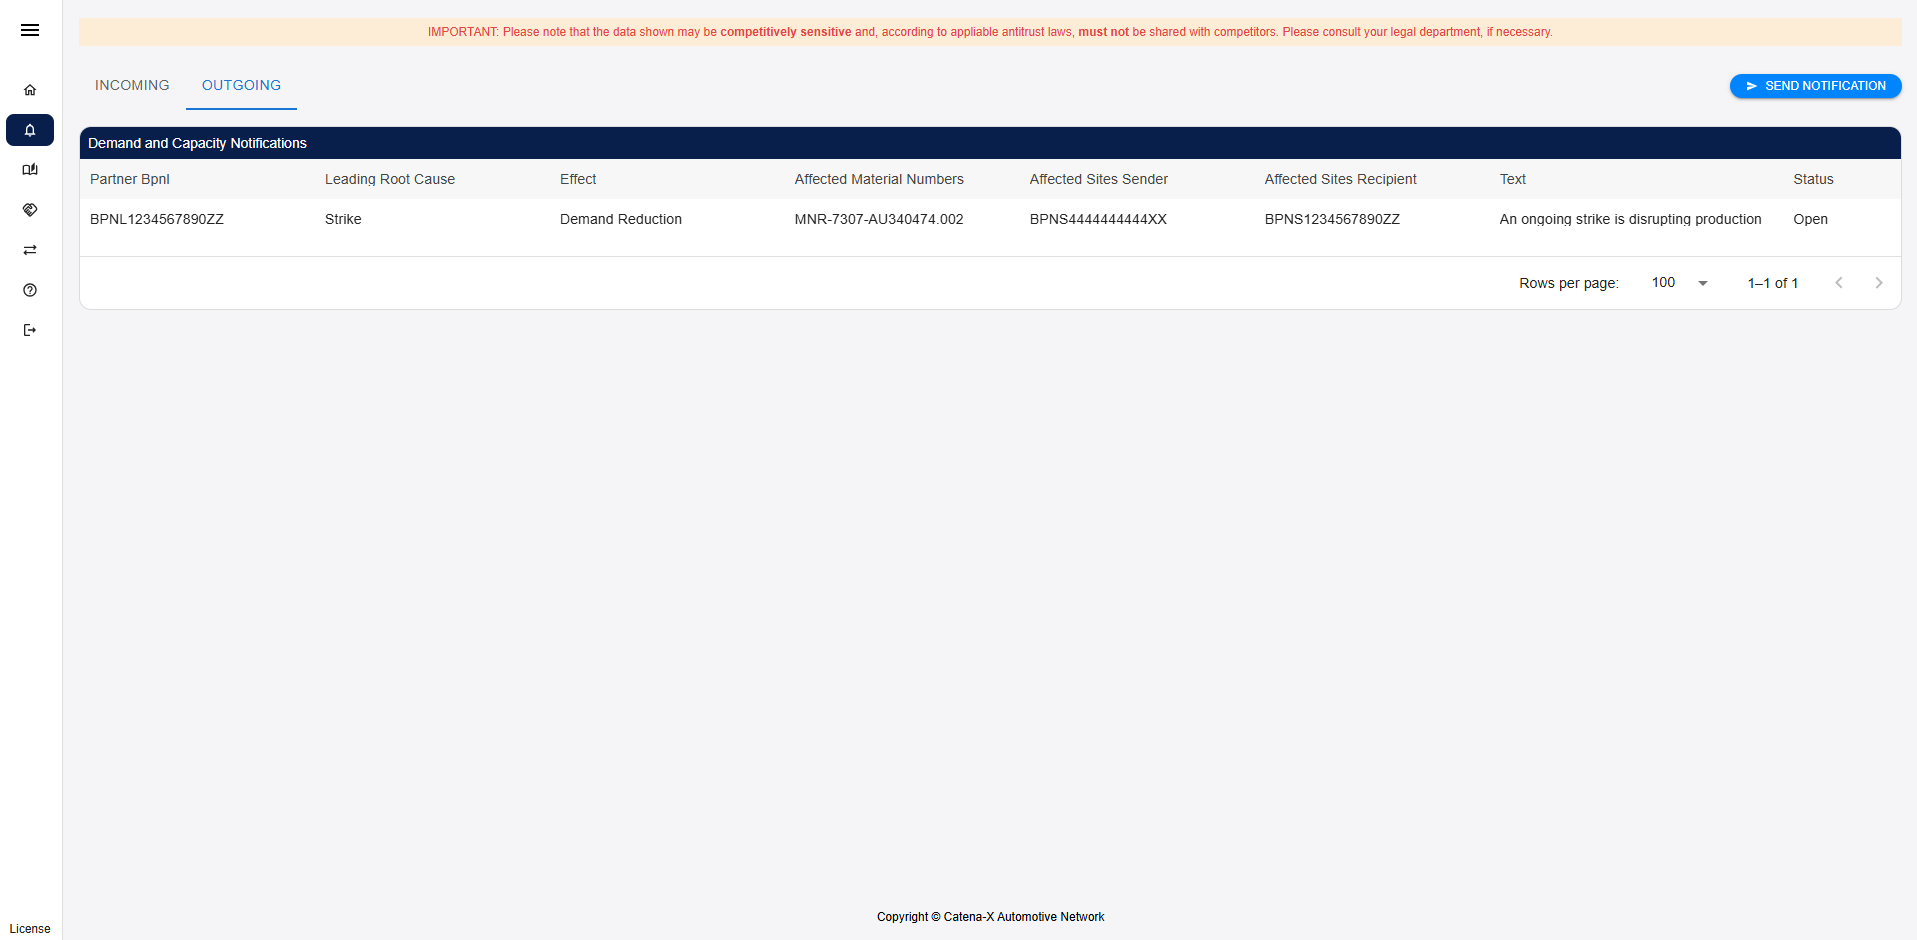 IMPORTANT: Please note that the data shown may be competitively sensitive and, according to appliable antitrust laws, must not be shared with competitors. Please consult your legal department, if necessary.
INCOMING OUTGOING SEND NOTIFICATION
Demand and Capacity Notifications
Partner Bpnl Leading Root Cause Effect Affected Material Numbers Affected Sites Sender Affected Sites Recipient Text Status
BPNL1234567890ZZ Strike Demand Reduction MNR-7307-AU340474.002 BPNS4444444444XX BPNS1234567890ZZ An ongoing strike is disrupting production Open
Rows per page: 100 1–1 of 1
Copyright © Catena-X Automotive Network
License